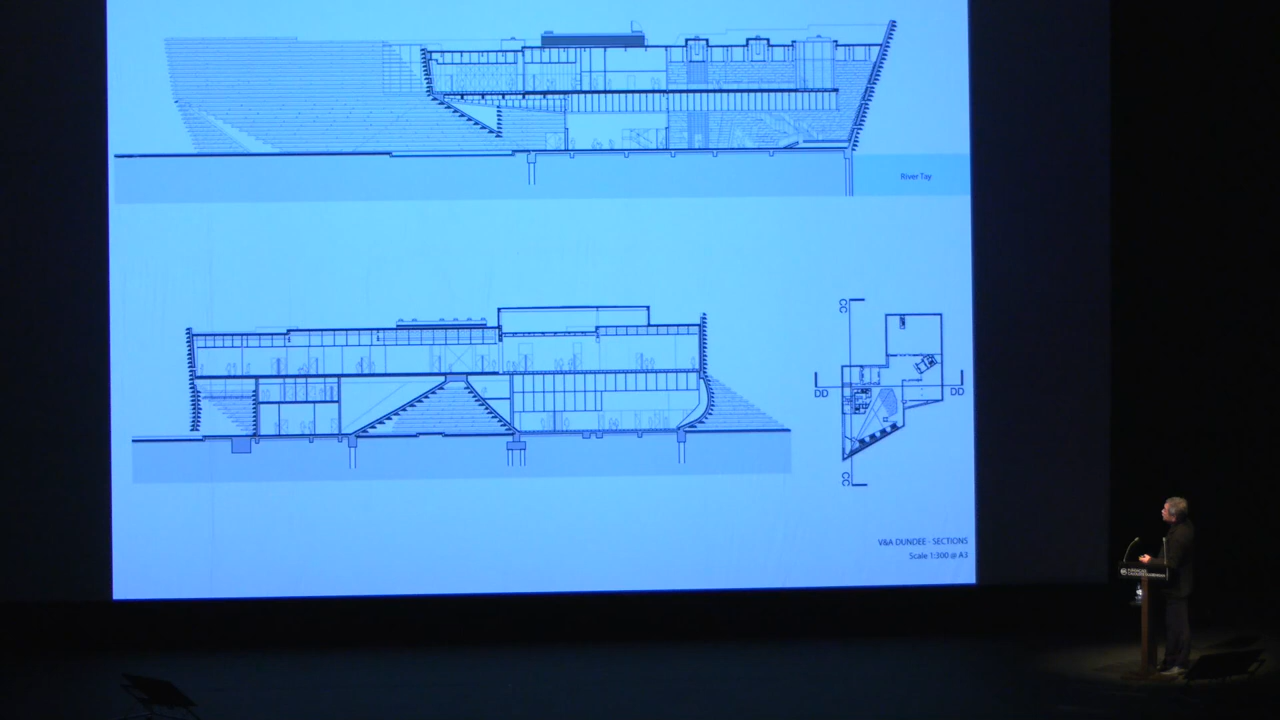 River Tay
CC
DD
DD
CC
V&A DUNDEE - SECTIONS
Scale 1:300 @ A3